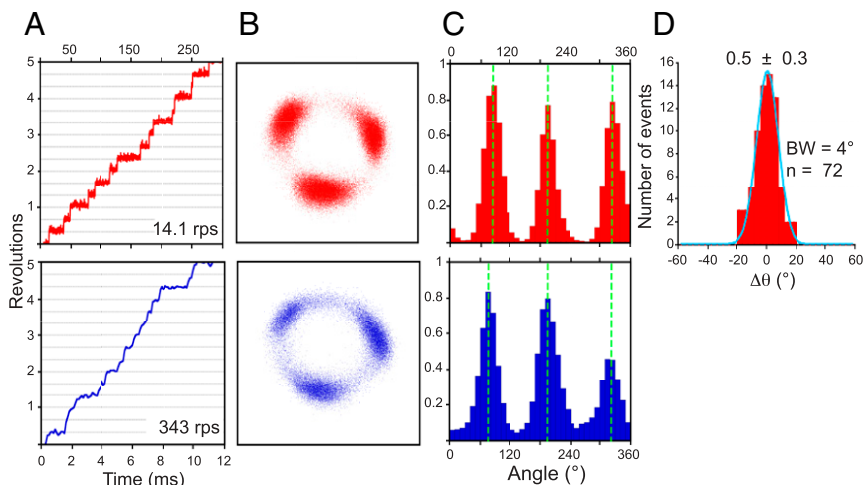 A
B
C
D
50 150 250
0 120 240 360
0.5 ± 0.3
5
4
3
2
1
0
14.1 rps
1
0.8
0.6
0.4
0.2
Number of events
16
14
12
10
8
6
4
2
0
BW = 4°
n = 72
-60 -40 -20 0 20 40 60
Δθ (°)
Revolutions
5
4
3
2
1
343 rps
0 2 4 6 8 10 12
Time (ms)
1
0.8
0.6
0.4
0.2
0 120 240 360
Angle (°)